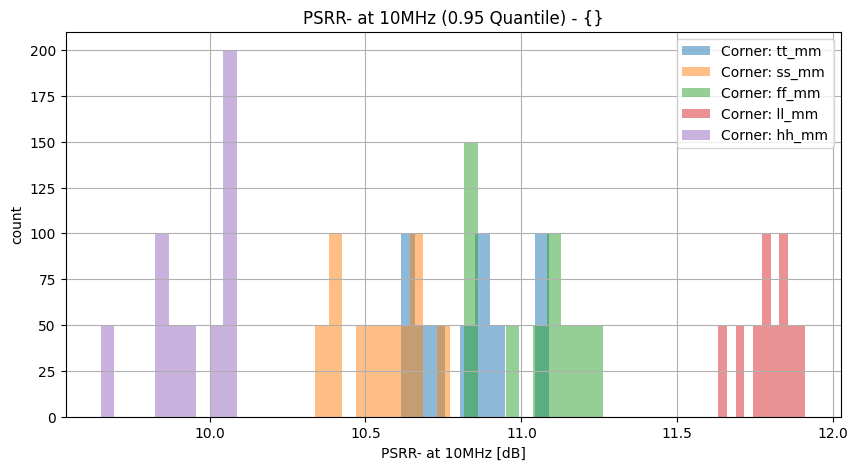 PSRR- at 10MHz (0.95 Quantile) - {}
200
175
150
125
100
75
50
25
0
count
Corner: tt_mm
Corner: ss_mm
Corner: ff_mm
Corner: ll_mm
Corner: hh_mm
10.0
10.5
11.0
11.5
12.0
PSRR- at 10MHz [dB]